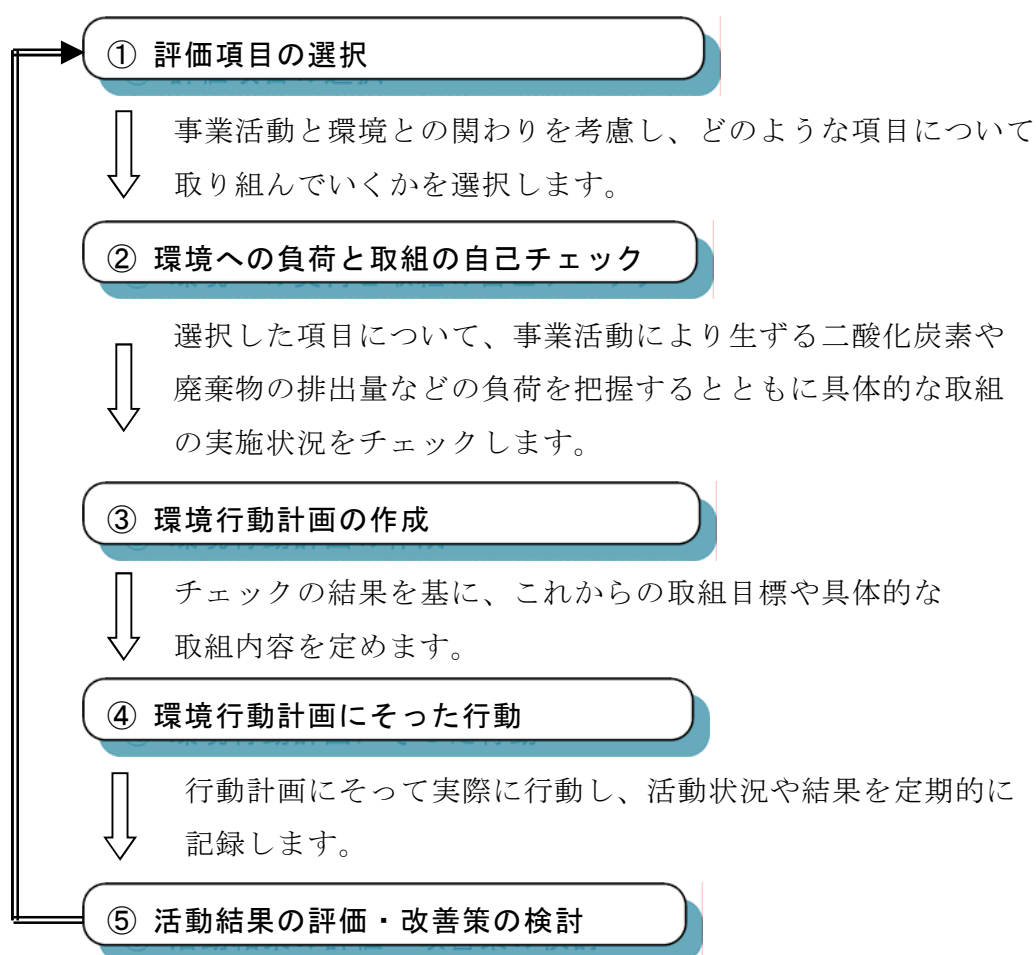 ① 評価項目の選択
事業活動と環境との関わりを考慮し、どのような項目について
取り組んでいくかを選択します。
② 環境への負荷と取組の自己チェック
選択した項目について、事業活動により生ずる二酸化炭素や
廃棄物の排出量などの負荷を把握するとともに具体的な取組
の実施状況をチェックします。
③ 環境行動計画の作成
チェックの結果を基に、これからの取組目標や具体的な
取組内容を定めます。
④ 環境行動計画にそった行動
行動計画にそって実際に行動し、活動状況や結果を定期的に
記録します。
⑤ 活動結果の評価・改善策の検討